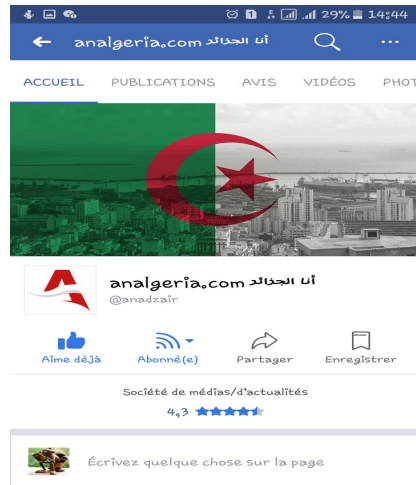 29% 14:44
analgeria.com أنا الجزائر
ACCUEIL PUBLICATIONS AVIS VIDÉOS PHOT
analgeria.com أنا الجزائر
@anadzair
Aime déjà Abonné(e) Partager Enregistrer
Société de médias/d'actualités
4,3
Écrivez quelque chose sur la page